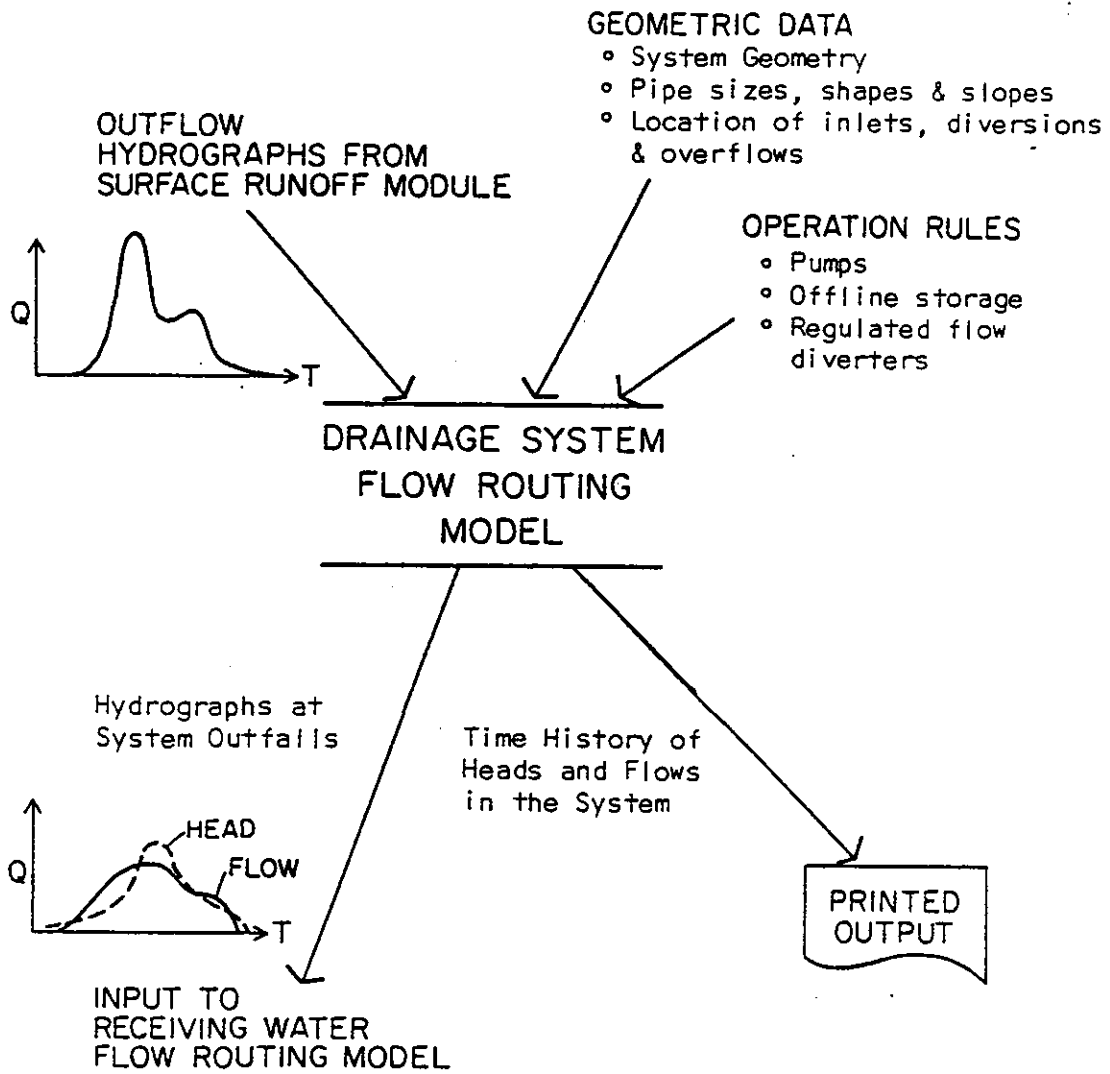 GEOMETRIC DATA
° System Geometry
° Pipe sizes, shapes & slopes
° Location of inlets, diversions
& overflows
OUTFLOW
HYDROGRAPHS FROM
SURFACE RUNOFF MODULE
OPERATION RULES
° Pumps
° Offline storage
° Regulated flow
diverters
Q
T
DRAINAGE SYSTEM
FLOW ROUTING
MODEL
Hydrographs at
System Outfalls
Time History of
Heads and Flows
in the System
HEAD
FLOW
Q
T
PRINTED
OUTPUT
INPUT TO
RECEIVING WATER
FLOW ROUTING MODEL